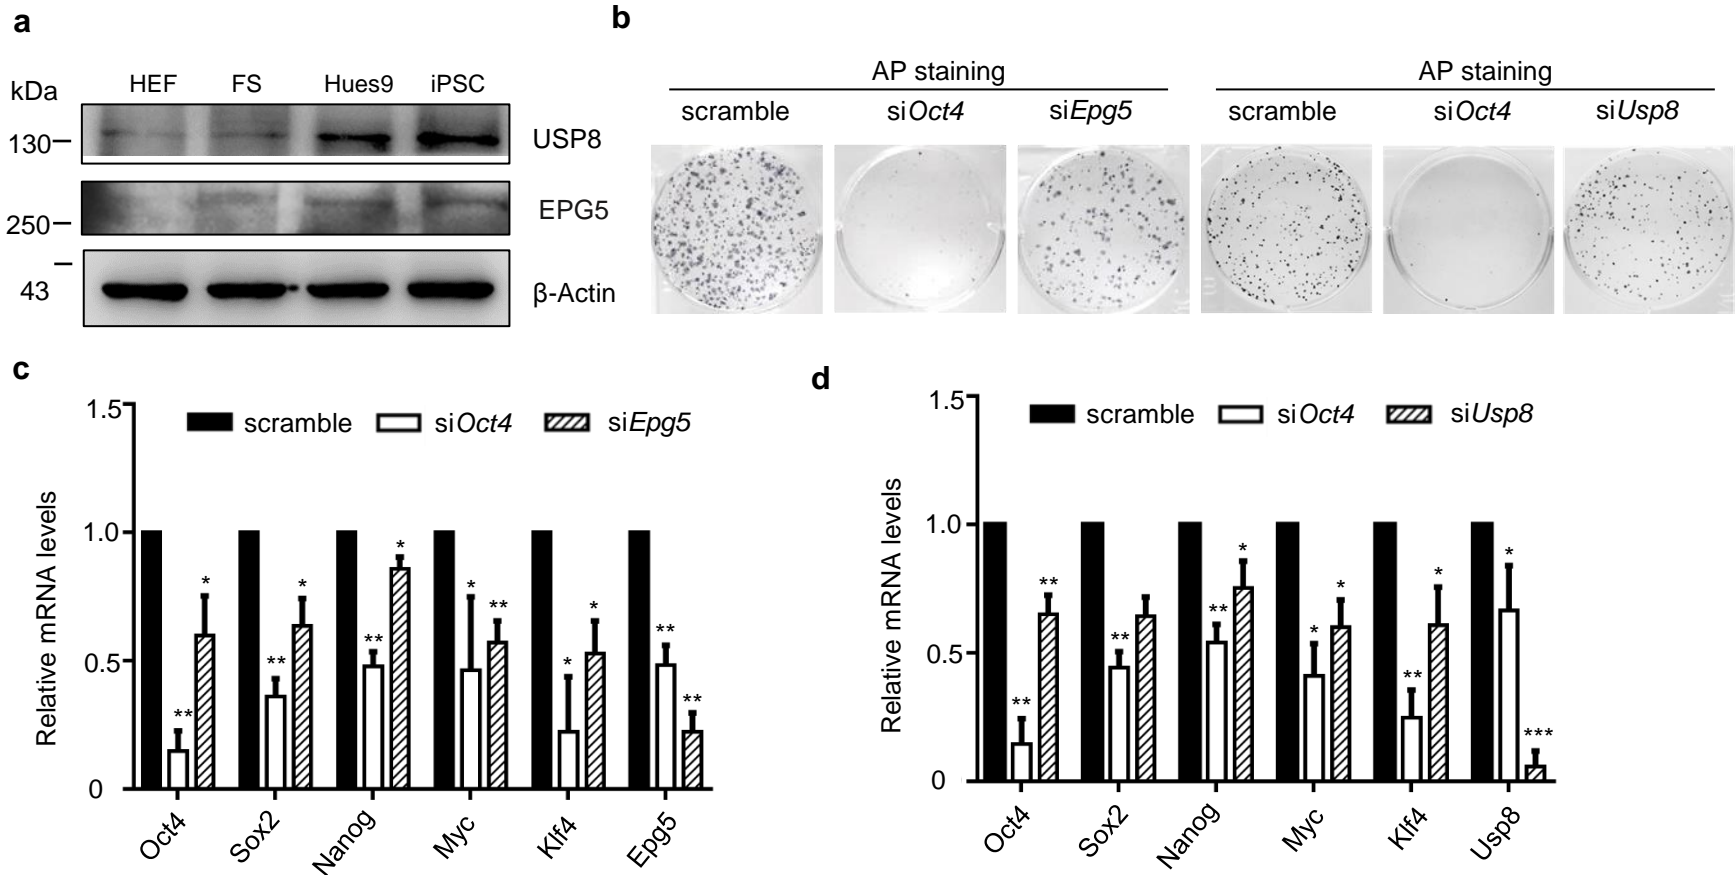 a
kDa
HEF FS Hues9 iPSC
130 USP8
250 EPG5
43 β-Actin
b
AP staining
scramble siOct4 siEpg5
AP staining
scramble siOct4 siUsp8
c
scramble siOct4 siEpg5
Relative mRNA levels
1.5
1.0
0.5
0
* * * * ** *
** ** ** * ** **
Oct4 Sox2 Nanog Myc Klf4 Epg5
d
scramble siOct4 siUsp8
Relative mRNA levels
1.5
1.0
0.5
0
** * * * *
** ** ** * ** ***
Oct4 Sox2 Nanog Myc Klf4 Usp8